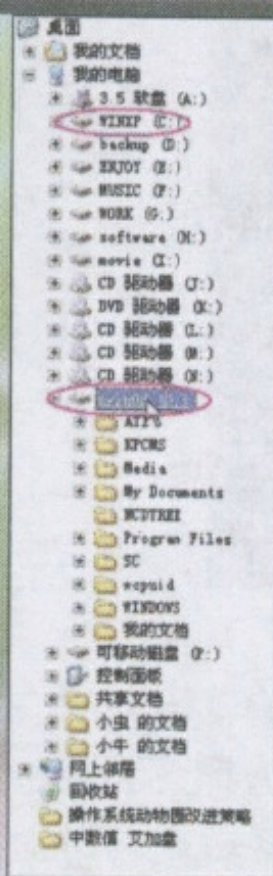 桌面
我的文档
我的电脑
3.5 软盘 (A:)
WINXP (C:)
backup (D:)
ENJOY (E:)
MUSIC (F:)
WORK (G:)
software (H:)
movie (I:)
CD 驱动器 (J:)
DVD 驱动器 (K:)
CD 驱动器 (L:)
CD 驱动器 (M:)
CD 驱动器 (N:)
KPCMS
Media
My Documents
NCDTREE
Program Files
SC
wcpuid
WINDOWS
我的文档
可移动磁盘 (P:)
控制面板
共享文档
小虫 的文档
小牛 的文档
网上邻居
回收站
操作系统动物园改进策略
中数值 艾加盘